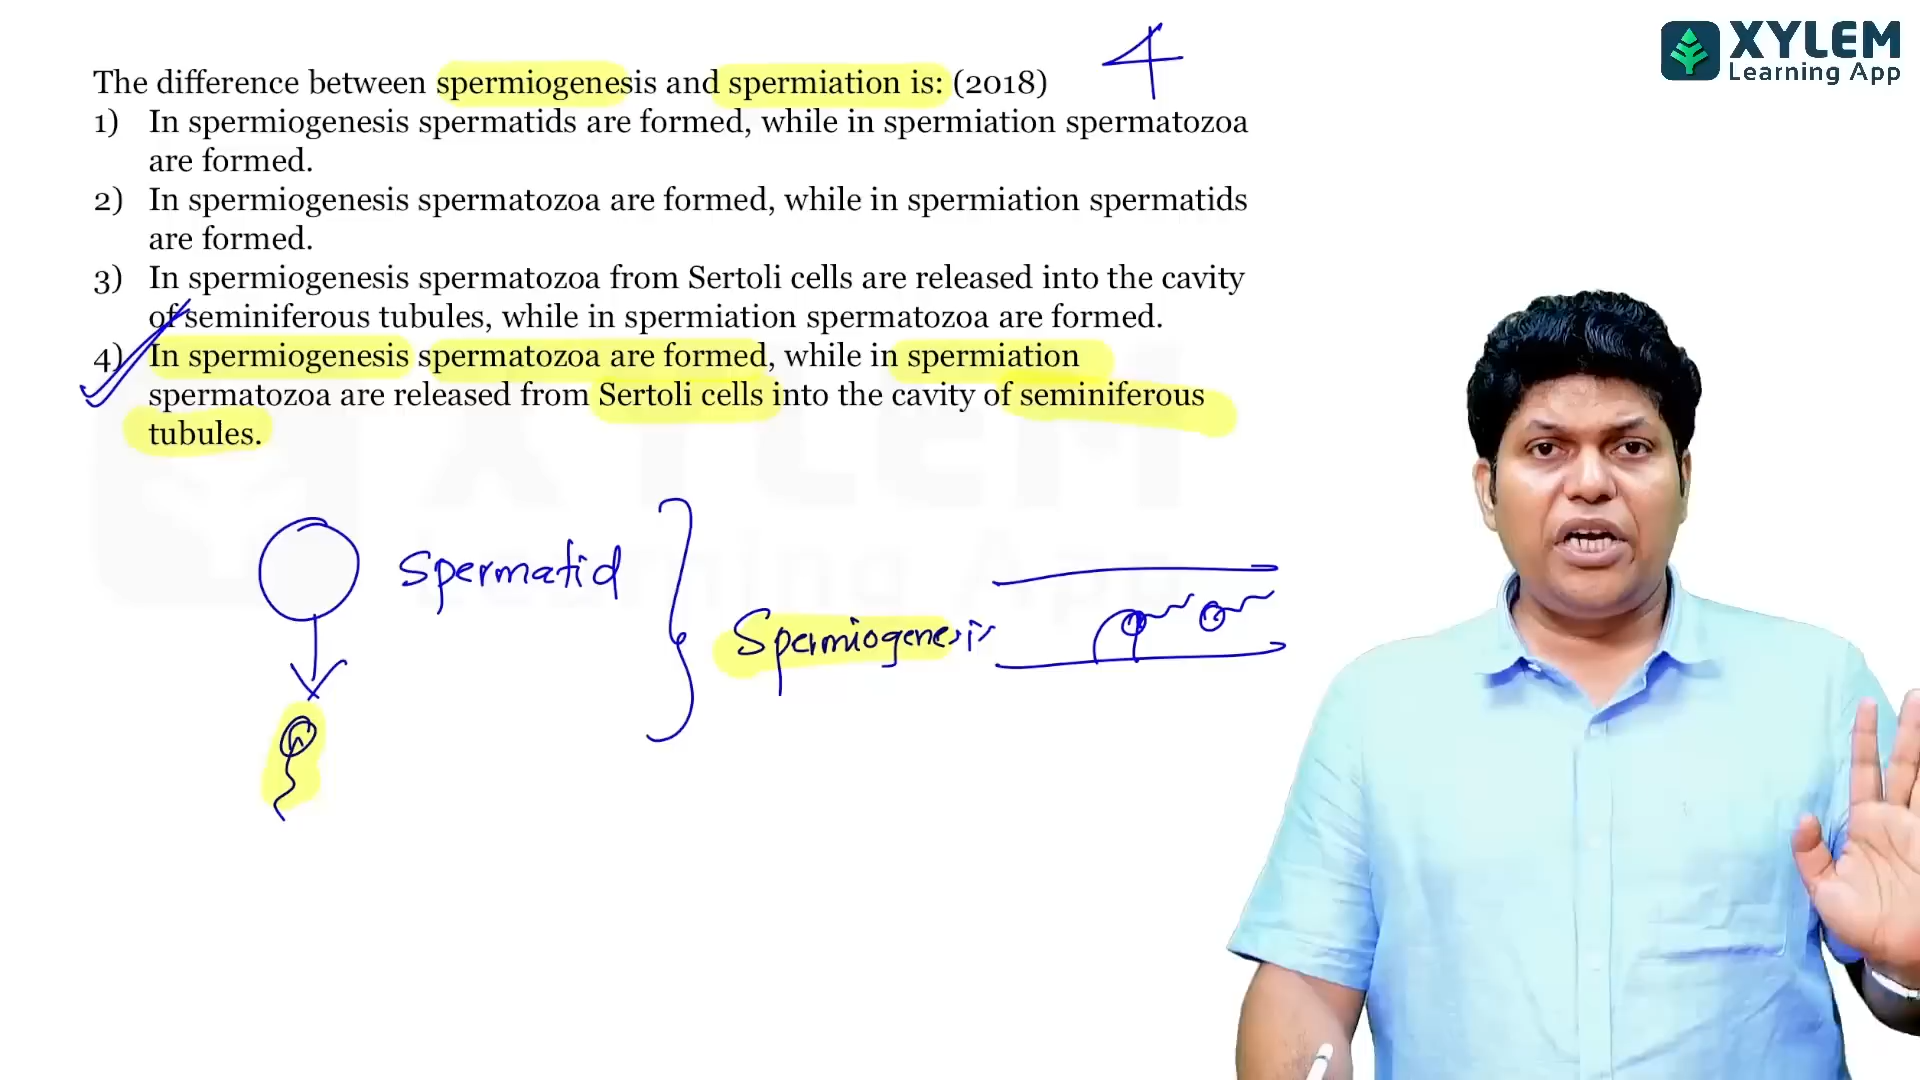 XYLEM
Learning App
4
The difference between spermiogenesis and spermiation is: (2018)
1) In spermiogenesis spermatids are formed, while in spermiation spermatozoa
are formed.
2) In spermiogenesis spermatozoa are formed, while in spermiation spermatids
are formed.
3) In spermiogenesis spermatozoa from Sertoli cells are released into the cavity
of seminiferous tubules, while in spermiation spermatozoa are formed.
4) In spermiogenesis spermatozoa are formed, while in spermiation
spermatozoa are released from Sertoli cells into the cavity of seminiferous
tubules.
XYLEM
Learning App
Spermatid
Spermiogenesis